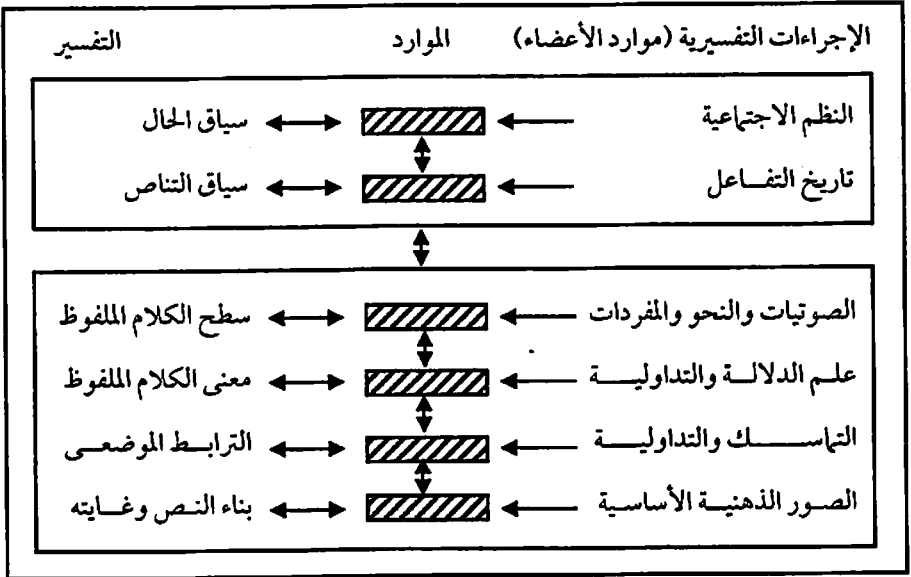 الإجراءات التفسيرية (موارد الأعضاء) الموارد التفسير
النظم الاجتماعية سياق الحال
تاريخ التفاعل سياق التناص
الصوتيات والنحو والمفردات سطح الكلام الملفوظ
علم الدلالة والتداولية معنى الكلام الملفوظ
التماسك والتداولية الترابط الموضعى
الصور الذهنية الأساسية بناء النص وغايته